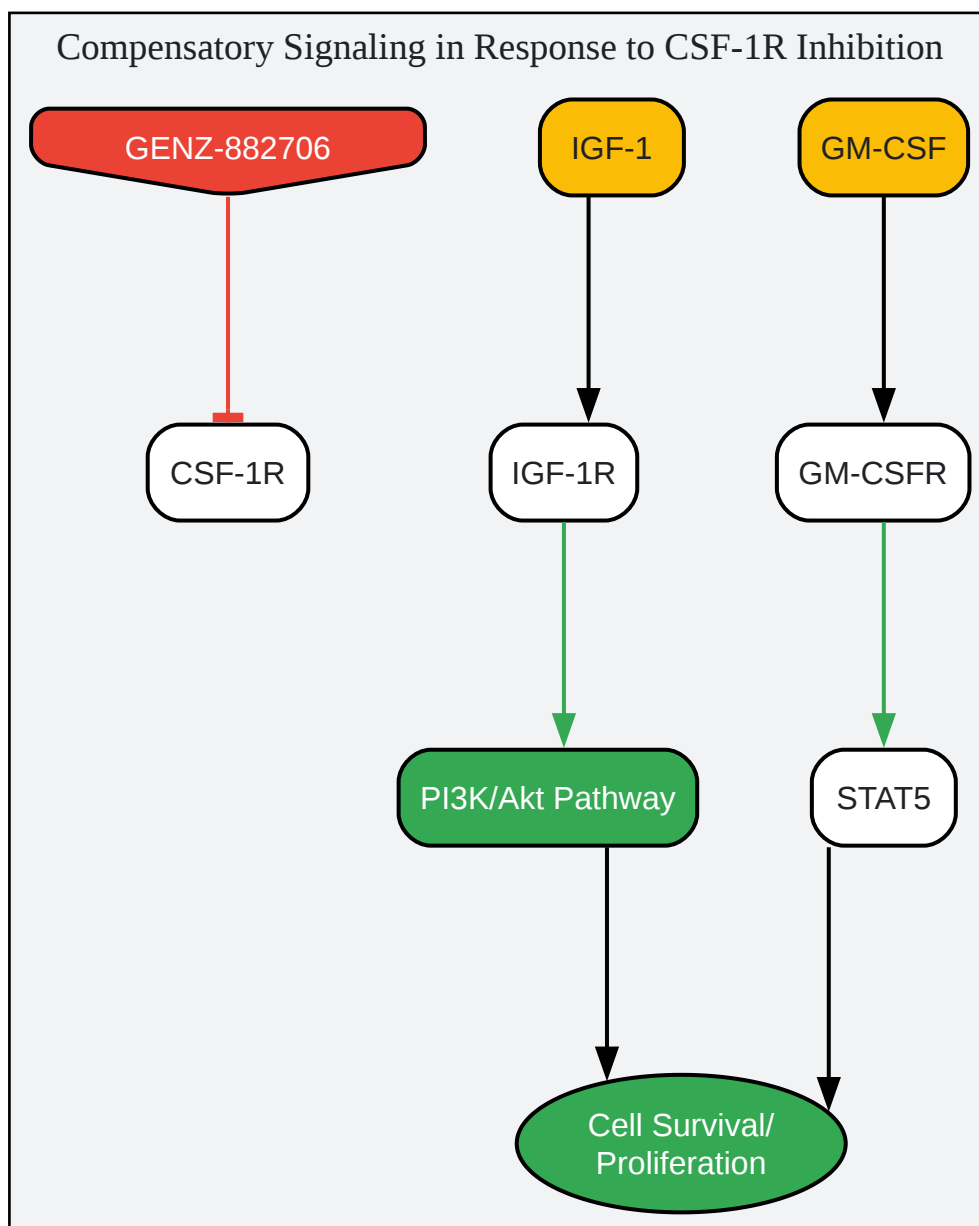 Compensatory Signaling in Response to CSF-1R Inhibition
GENZ-882706
IGF-1
GM-CSF
CSF-1R
IGF-1R
GM-CSFR
PI3K/Akt Pathway
STAT5
Cell Survival/
Proliferation